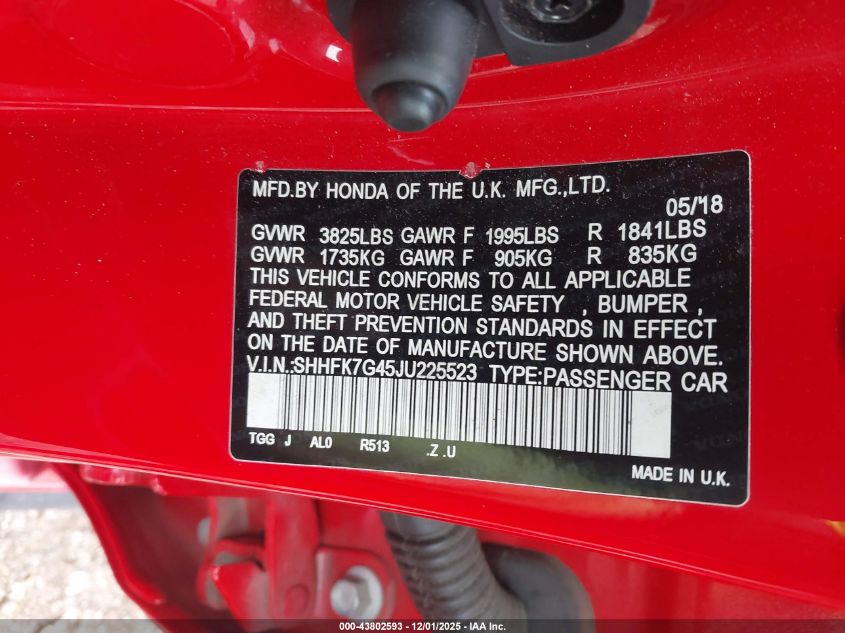 MFD.BY HONDA OF THE U.K. MFG.,LTD.
05/'18
GVWR 3825LBS GAWR F 1995LBS R 1841LBS
GVWR 1735KG GAWR F 905KG R 835KG
THIS VEHICLE CONFORMS TO ALL APPLICABLE
FEDERAL MOTOR VEHICLE SAFETY , BUMPER ,
AND THEFT PREVENTION STANDARDS IN EFFECT
ON THE DATE OF MANUFACTURE SHOWN ABOVE.
V.I.N.:SHHFK7G45JU225523 TYPE:PASSENGER CAR
TGG J AL0 R513 .Z .U
MADE IN U.K.
000-43802593 - 12/01/2025 - IAA Inc.